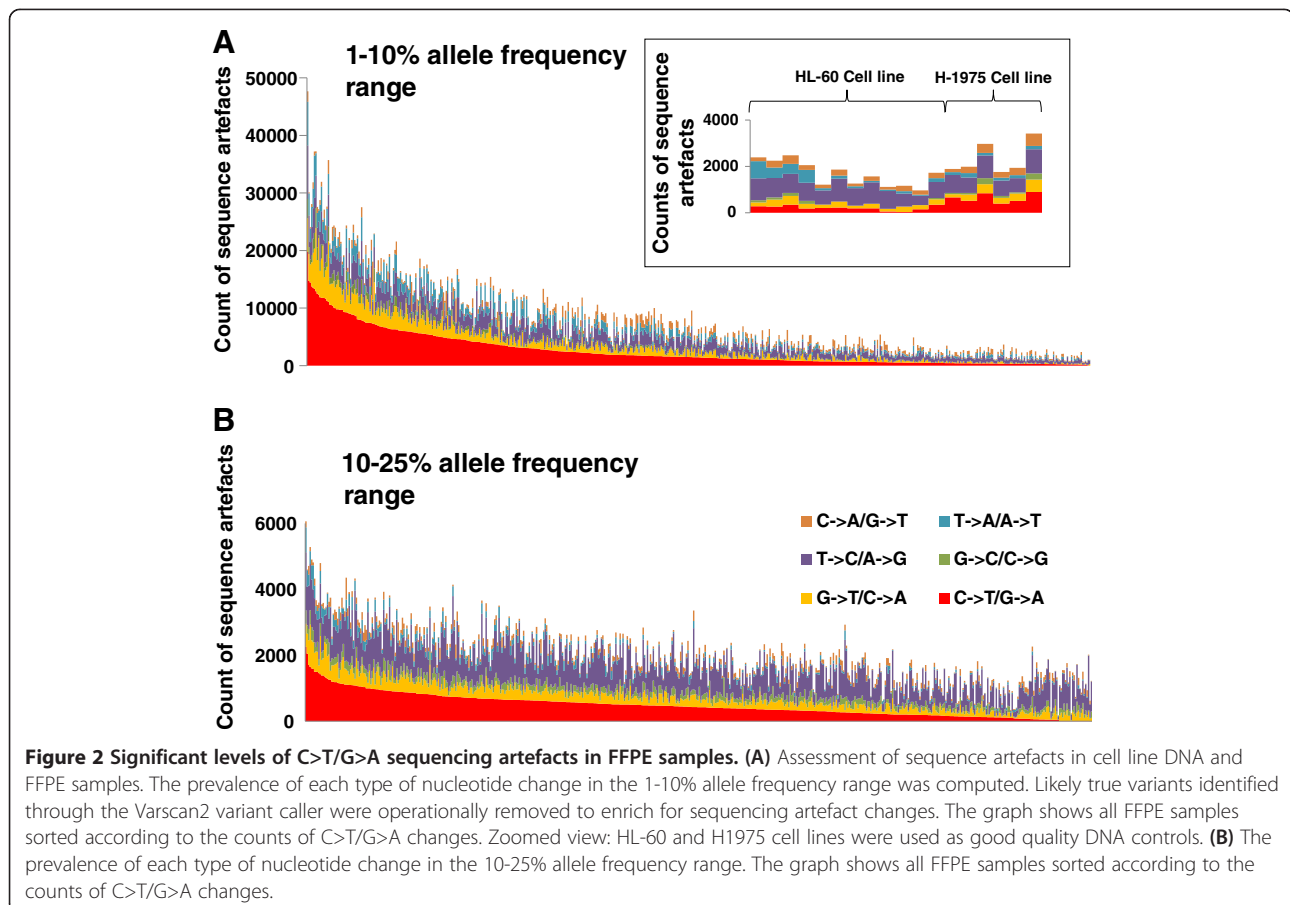 A
1-10% allele frequency
range
Count of sequence artefacts
50000
40000
30000
20000
10000
0
HL-60 Cell line
H-1975 Cell line
Counts of sequence
artefacts
4000
2000
0
B
10-25% allele frequency
range
Count of sequence artefacts
6000
4000
2000
0
C->A/G->T
T->A/A->T
T->C/A->G
G->C/C->G
G->T/C->A
C->T/G->A
Figure 2 Significant levels of C>T/G>A sequencing artefacts in FFPE samples. (A) Assessment of sequence artefacts in cell line DNA and
FFPE samples. The prevalence of each type of nucleotide change in the 1-10% allele frequency range was computed. Likely true variants identified
through the Varscan2 variant caller were operationally removed to enrich for sequencing artefact changes. The graph shows all FFPE samples
sorted according to the counts of C>T/G>A changes. Zoomed view: HL-60 and H1975 cell lines were used as good quality DNA controls. (B) The
prevalence of each type of nucleotide change in the 10-25% allele frequency range. The graph shows all FFPE samples sorted according to the
counts of C>T/G>A changes.